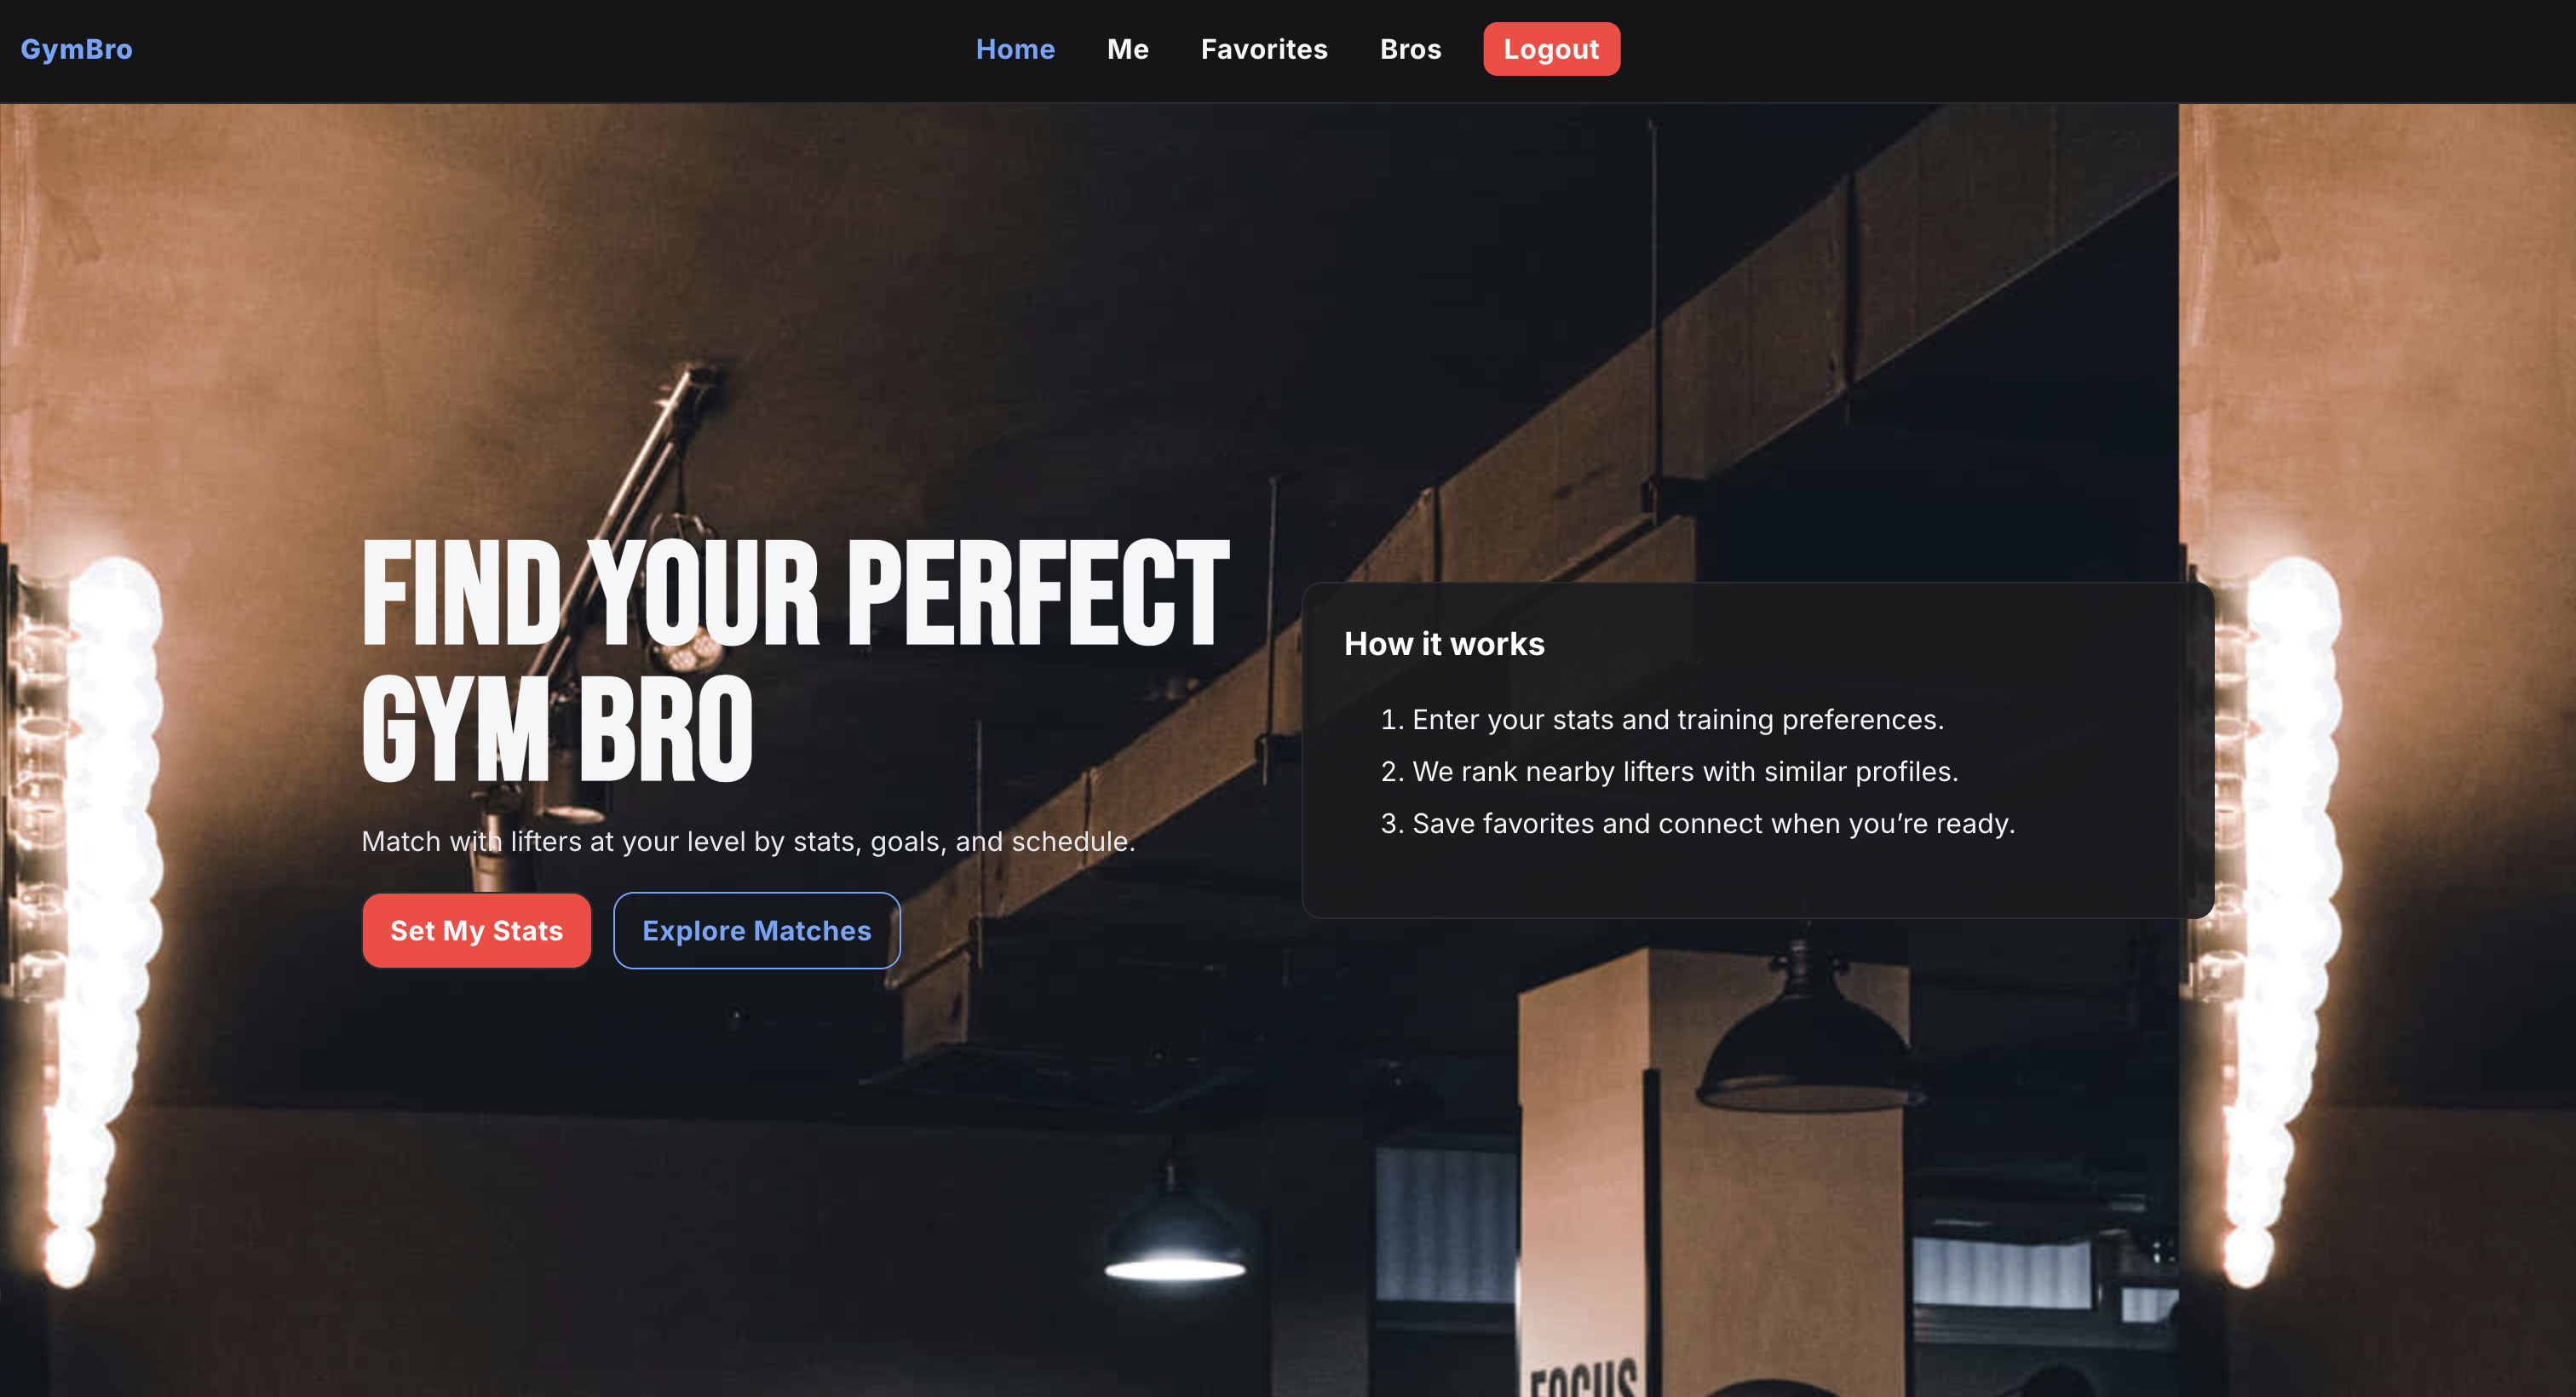 GymBro
Home Me Favorites Bros Logout
FIND YOUR PERFECT
GYM BRO
Match with lifters at your level by stats, goals, and schedule.
Set My Stats Explore Matches
How it works
1. Enter your stats and training preferences.
2. We rank nearby lifters with similar profiles.
3. Save favorites and connect when you’re ready.
FOCUS